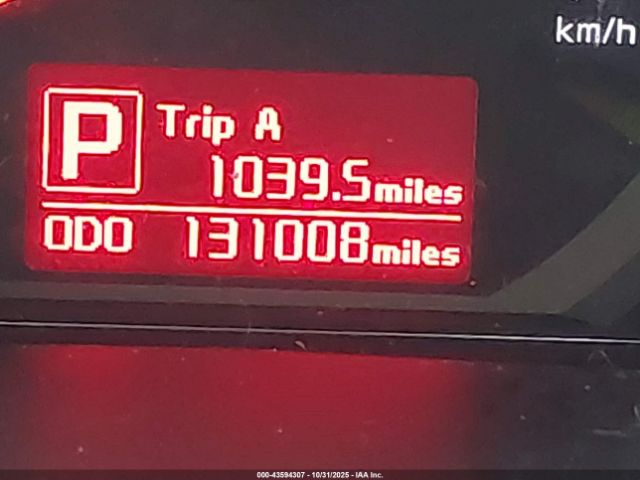 km/h
P
Trip A
1039.5miles
ODO 131008miles
000-43594307 - 10/31/2025 - IAA Inc.